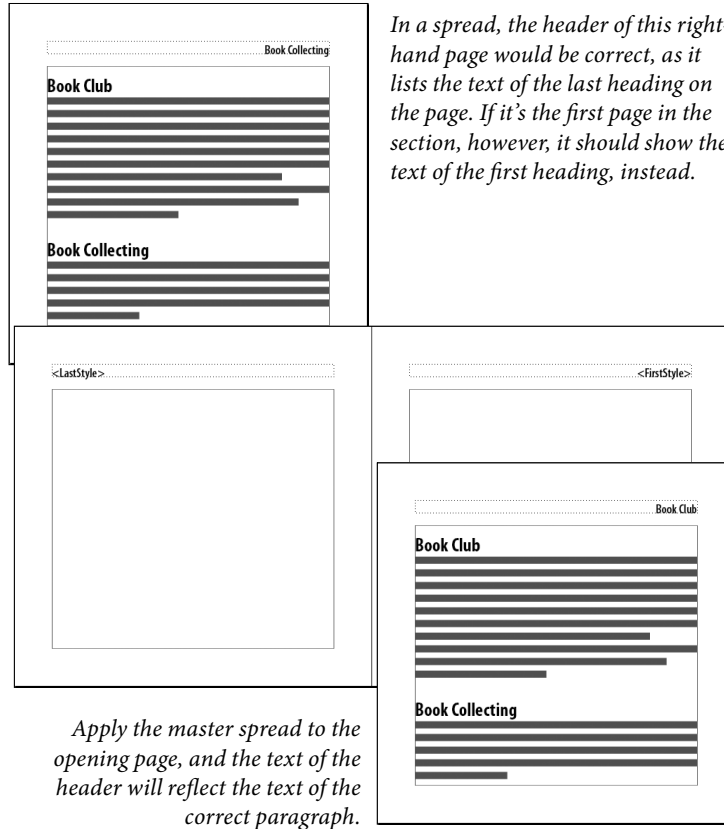 Book Collecting
Book Club
Book Collecting
In a spread, the header of this right-
hand page would be correct, as it
lists the text of the last heading on
the page. If it's the first page in the
section, however, it should show the
text of the first heading, instead.
<LastStyle>
<FirstStyle>
Book Club
Book Club
Book Collecting
Apply the master spread to the
opening page, and the text of the
header will reflect the text of the
correct paragraph.